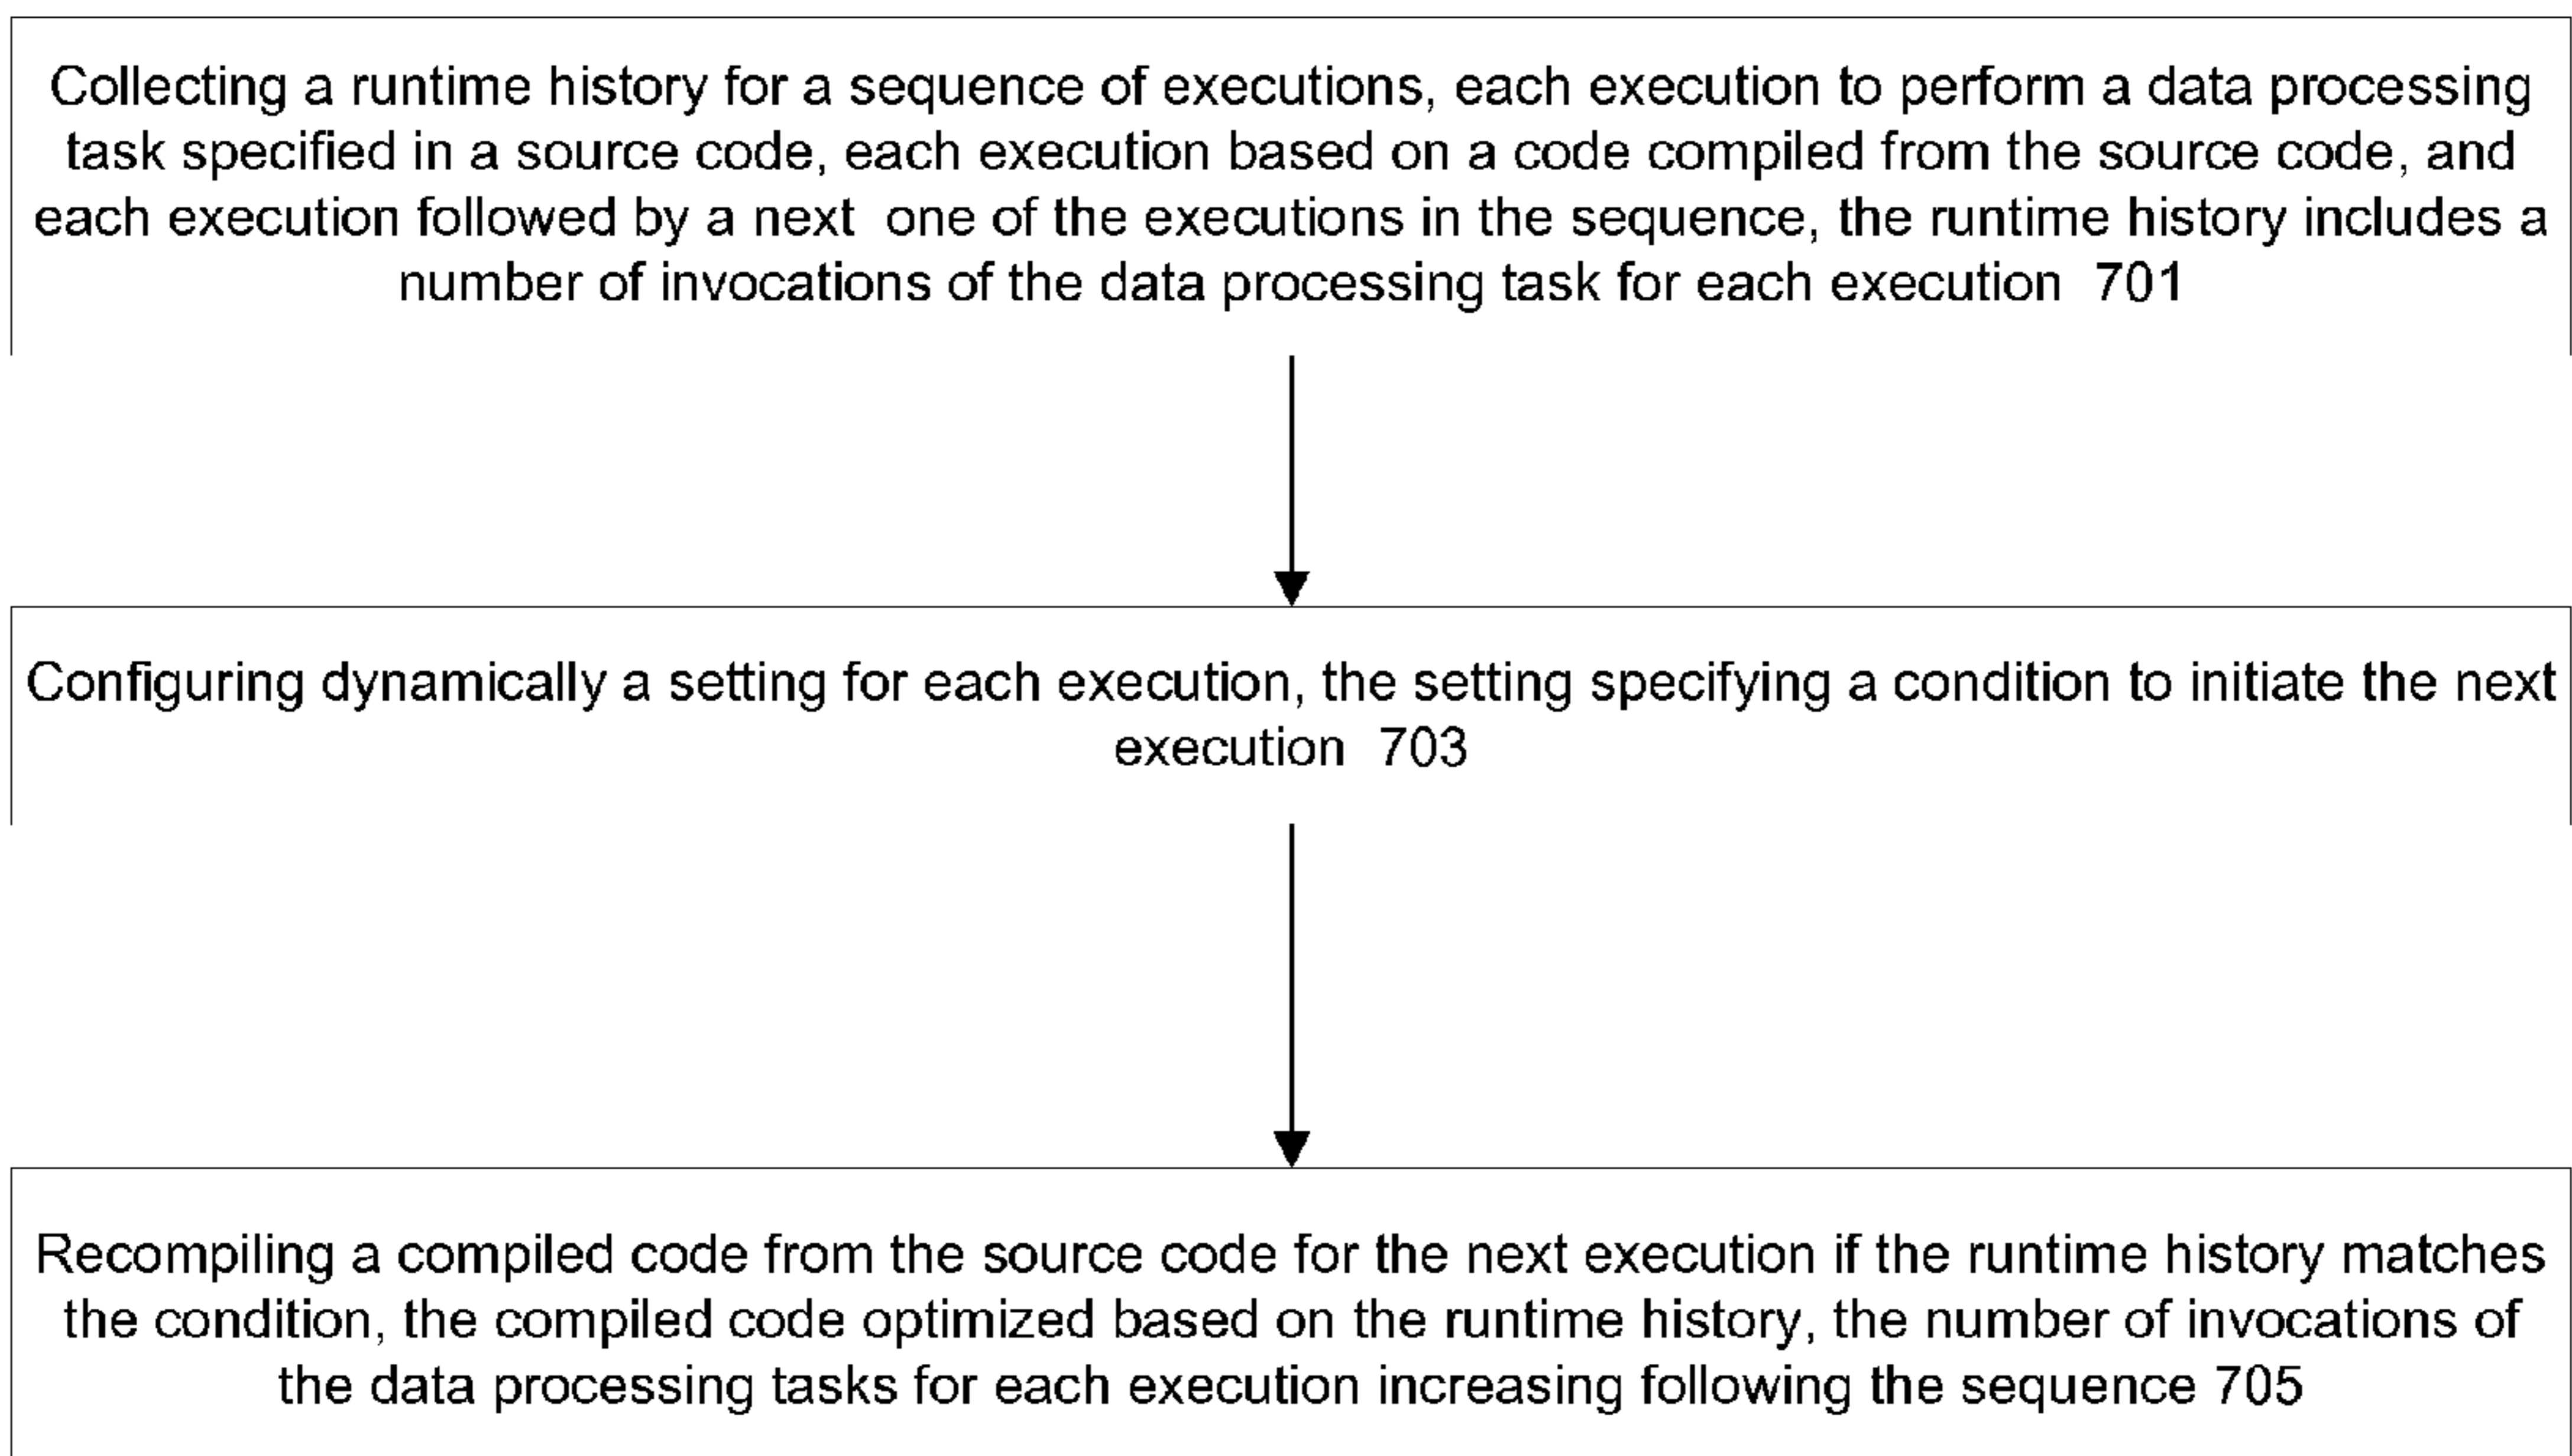 Collecting a runtime history for a sequence of executions, each execution to perform a data processing
task specified in a source code, each execution based on a code compiled from the source code, and
each execution followed by a next one of the executions in the sequence, the runtime history includes a
number of invocations of the data processing task for each execution 701
Configuring dynamically a setting for each execution, the setting specifying a condition to initiate the next
execution 703
Recompiling a compiled code from the source code for the next execution if the runtime history matches
the condition, the compiled code optimized based on the runtime history, the number of invocations of
the data processing tasks for each execution increasing following the sequence 705